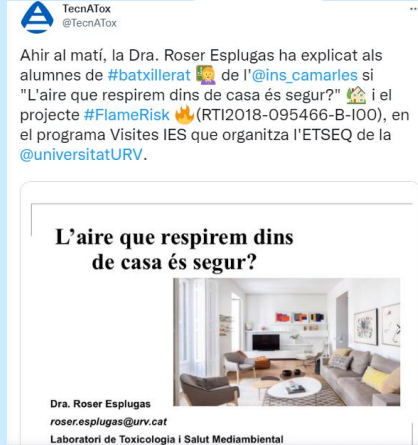 TecnATox
@TecnATox
Ahir al matí, la Dra. Roser Esplugas ha explicat als
alumnes de #batxillerat de l'@ins_camarles si
"L'aire que respirem dins de casa és segur?" i el
projecte #FlameRisk (RTI2018-095466-B-I00), en
el programa Visites IES que organitza l'ETSEQ de la
@universitatURV.
L'aire que respirem dins
de casa és segur?
Dra. Roser Esplugas
roser.esplugas@urv.cat
Laboratori de Toxicologia i Salut Mediambiental